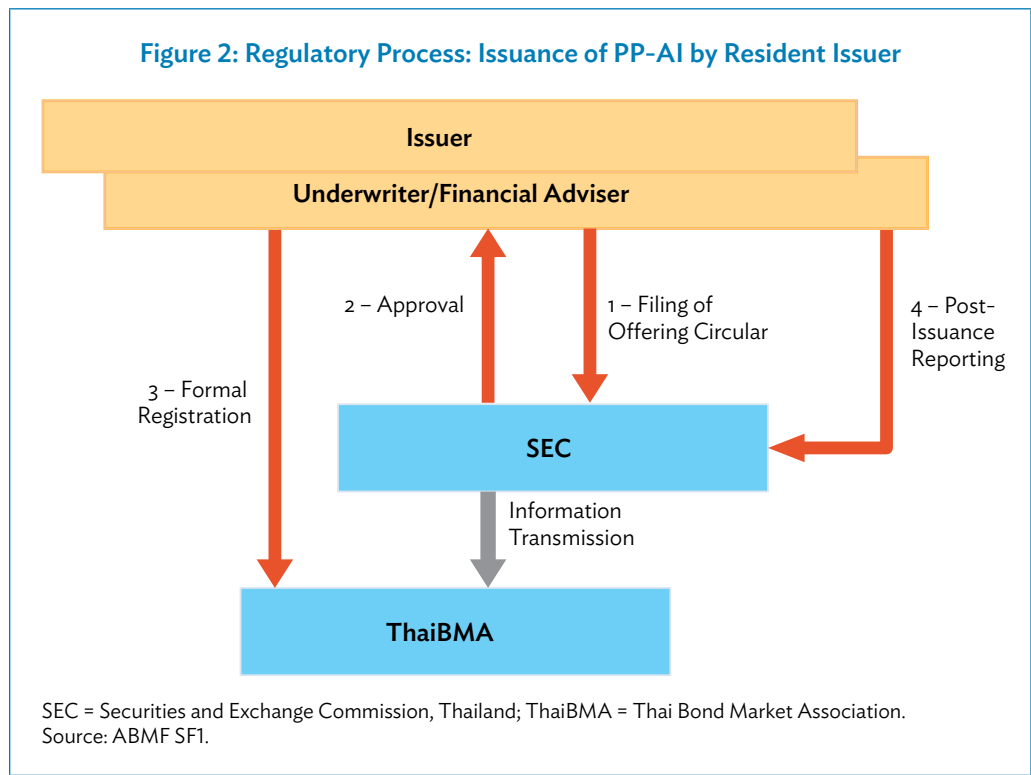 Figure 2: Regulatory Process: Issuance of PP-AI by Resident Issuer
Issuer
Underwriter/Financial Adviser
2 – Approval
1 – Filing of
Offering Circular
4 – Post-
Issuance
Reporting
3 – Formal
Registration
SEC
Information
Transmission
ThaiBMA
SEC = Securities and Exchange Commission, Thailand; ThaiBMA = Thai Bond Market Association.
Source: ABMF SF1.